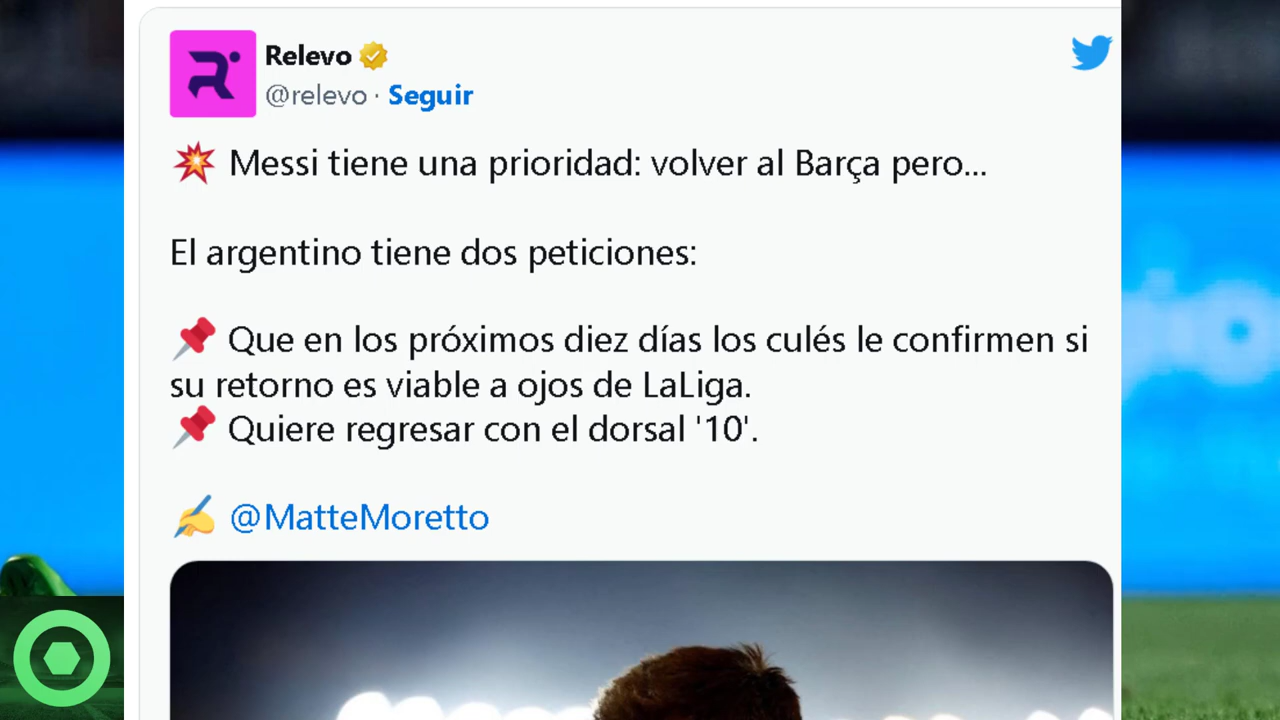 Relevo
@relevo · Seguir
💥 Messi tiene una prioridad: volver al Barça pero...
El argentino tiene dos peticiones:
📌 Que en los próximos diez días los culés le confirmen si
su retorno es viable a ojos de LaLiga.
📌 Quiere regresar con el dorsal '10'.
✍️ @MatteMoretto